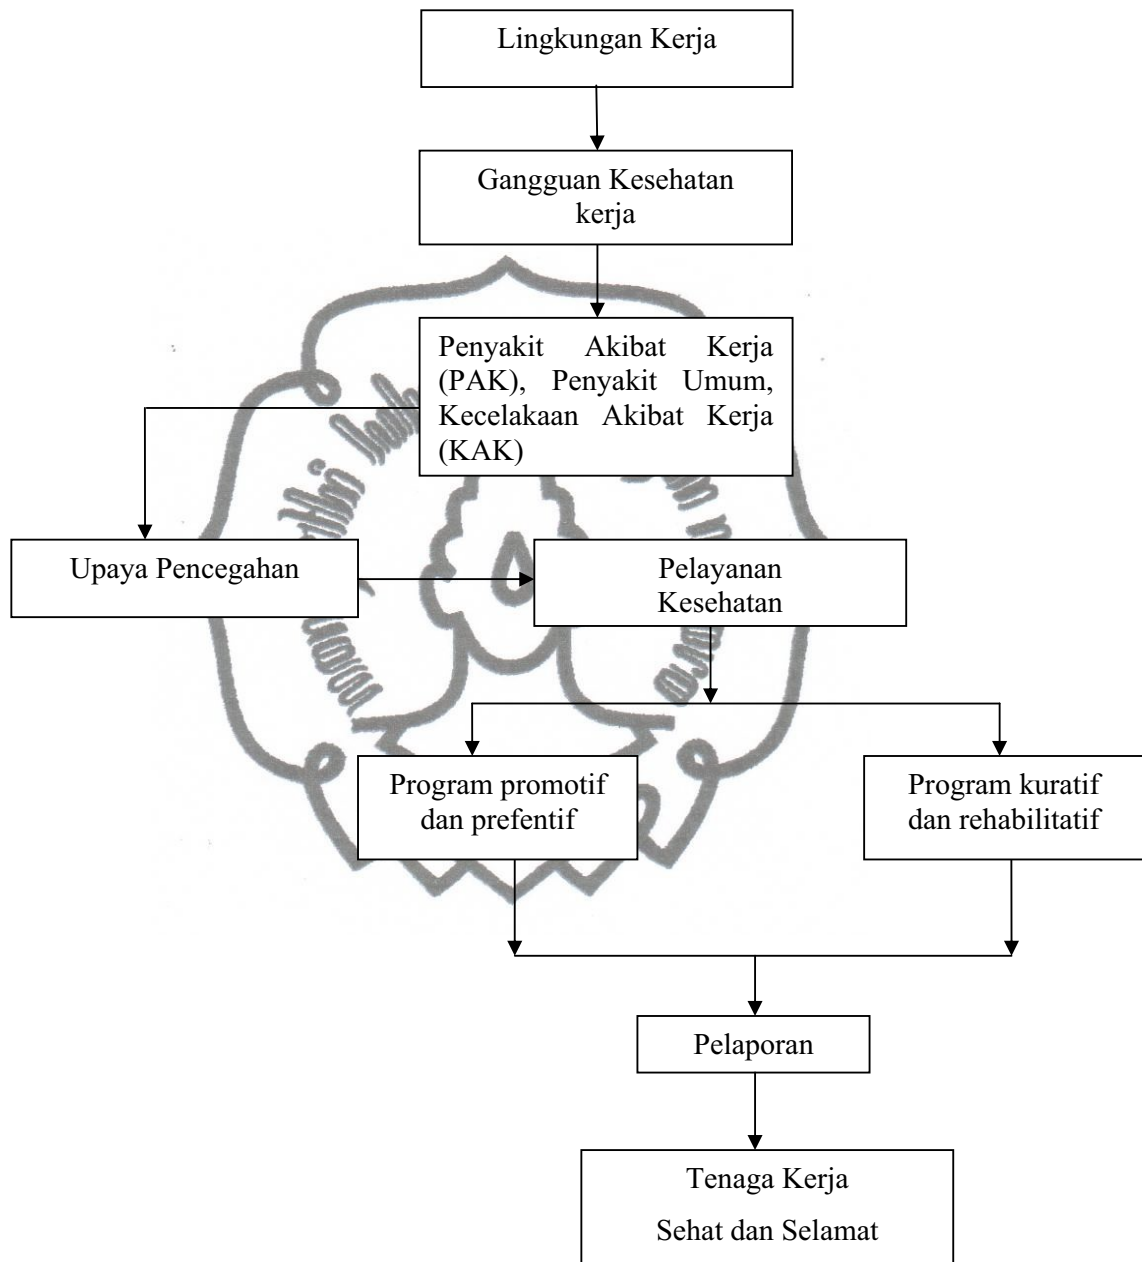 Lingkungan Kerja
Gangguan Kesehatan
kerja
Penyakit Akibat Kerja
(PAK), Penyakit Umum,
Kecelakaan Akibat Kerja
(KAK)
Upaya Pencegahan
Pelayanan
Kesehatan
Program promotif
dan prefentif
Program kuratif
dan rehabilitatif
Pelaporan
Tenaga Kerja
Sehat dan Selamat